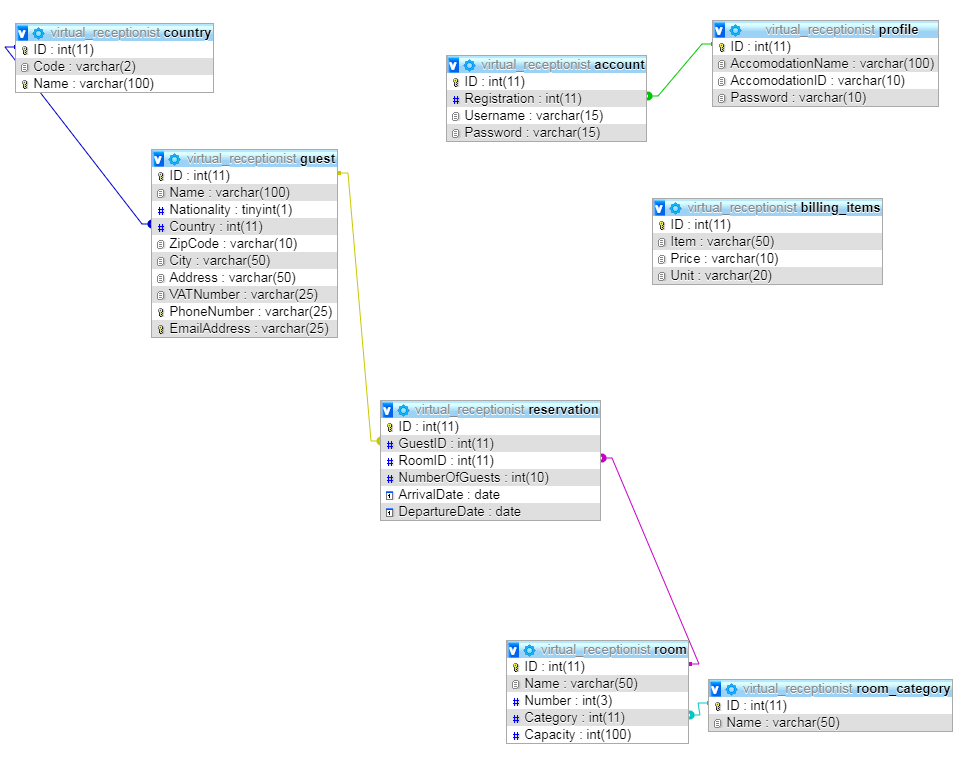 virtual_receptionist country
ID : int(11)
Code : varchar(2)
Name : varchar(100)
virtual_receptionist profile
ID : int(11)
AccomodationName : varchar(100)
AccomodationID : varchar(10)
Password : varchar(10)
virtual_receptionist account
ID : int(11)
Registration : int(11)
Username : varchar(15)
Password : varchar(15)
virtual_receptionist guest
ID : int(11)
Name : varchar(100)
Nationality : tinyint(1)
Country : int(11)
ZipCode : varchar(10)
City : varchar(50)
Address : varchar(50)
VATNumber : varchar(25)
PhoneNumber : varchar(25)
EmailAddress : varchar(25)
virtual_receptionist billing_items
ID : int(11)
Item : varchar(50)
Price : varchar(10)
Unit : varchar(20)
virtual_receptionist reservation
ID : int(11)
GuestID : int(11)
RoomID : int(11)
NumberOfGuests : int(10)
ArrivalDate : date
DepartureDate : date
virtual_receptionist room
ID : int(11)
Name : varchar(50)
Number : int(3)
Category : int(11)
Capacity : int(100)
virtual_receptionist room_category
ID : int(11)
Name : varchar(50)